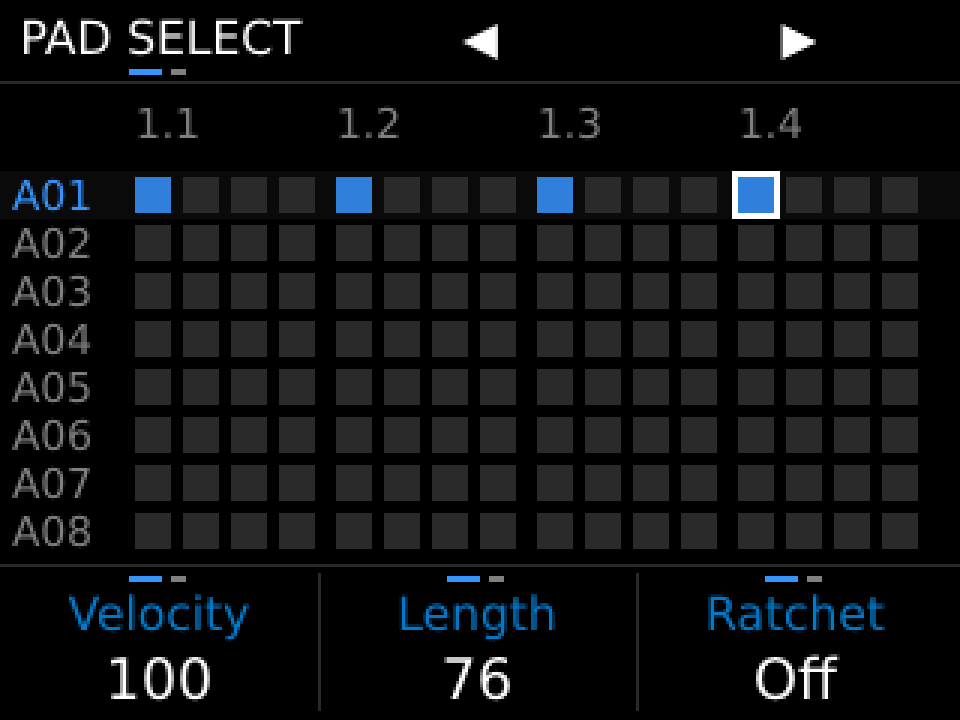 PAD SELECT
1.1 1.2 1.3 1.4
A01
A02
A03
A04
A05
A06
A07
A08
Velocity Length Ratchet
100 76 Off